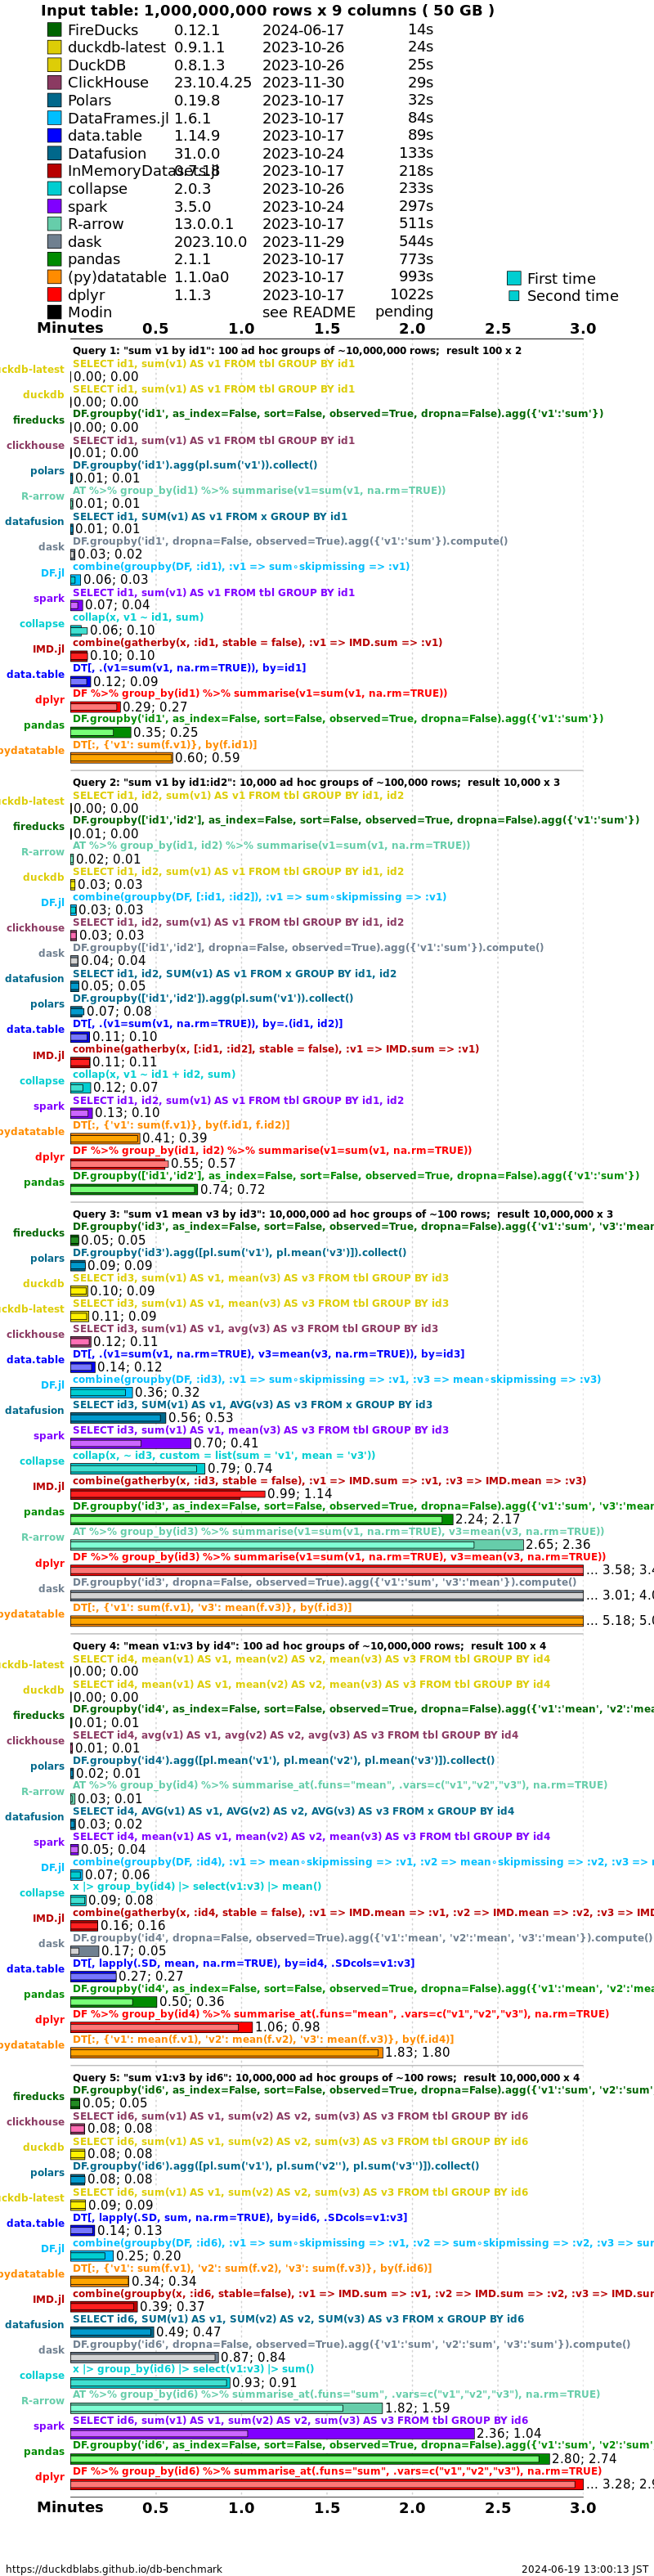 Input table: 1,000,000,000 rows x 9 columns ( 50 GB )
FireDucks 0.12.1 2024-06-17 14s
duckdb-latest 0.9.1.1 2023-10-26 24s
DuckDB 0.8.1.3 2023-10-26 25s
ClickHouse 23.10.4.25 2023-11-30 29s
Polars 0.19.8 2023-10-17 32s
DataFrames.jl 1.6.1 2023-10-17 84s
data.table 1.14.9 2023-10-17 89s
Datafusion 31.0.0 2023-10-24 133s
InMemoryDatasets.jl 0.7.18 2023-10-17 218s
collapse 2.0.3 2023-10-26 233s
spark 3.5.0 2023-10-24 297s
R-arrow 13.0.0.1 2023-10-17 511s
dask 2023.10.0 2023-11-29 544s
pandas 2.1.1 2023-10-17 773s
(py)datatable 1.1.0a0 2023-10-17 993s
First time
dplyr 1.1.3 2023-10-17 1022s
Second time
Modin see README pending
Minutes 0.5 1.0 1.5 2.0 2.5 3.0
Query 1: "sum v1 by id1": 100 ad hoc groups of ~10,000,000 rows; result 100 x 2
uckdb-latest SELECT id1, sum(v1) AS v1 FROM tbl GROUP BY id1
0.00; 0.00
duckdb SELECT id1, sum(v1) AS v1 FROM tbl GROUP BY id1
0.00; 0.00
fireducks DF.groupby('id1', as_index=False, sort=False, observed=True, dropna=False).agg({'v1':'sum'})
0.00; 0.00
clickhouse SELECT id1, sum(v1) AS v1 FROM tbl GROUP BY id1
0.01; 0.00
polars DF.groupby('id1').agg(pl.sum('v1')).collect()
0.01; 0.01
R-arrow AT %>% group_by(id1) %>% summarise(v1=sum(v1, na.rm=TRUE))
0.01; 0.01
datafusion SELECT id1, SUM(v1) AS v1 FROM x GROUP BY id1
0.01; 0.01
dask DF.groupby('id1', dropna=False, observed=True).agg({'v1':'sum'}).compute()
0.03; 0.02
DF.jl combine(groupby(DF, :id1), :v1 => sum∘skipmissing => :v1)
0.06; 0.03
spark SELECT id1, sum(v1) AS v1 FROM tbl GROUP BY id1
0.07; 0.04
collapse collap(x, v1 ~ id1, sum)
0.06; 0.10
IMD.jl combine(gatherby(x, :id1, stable = false), :v1 => IMD.sum => :v1)
0.10; 0.10
data.table DT[, .(v1=sum(v1, na.rm=TRUE)), by=id1]
0.12; 0.09
dplyr DF %>% group_by(id1) %>% summarise(v1=sum(v1, na.rm=TRUE))
0.29; 0.27
pandas DF.groupby('id1', as_index=False, sort=False, observed=True, dropna=False).agg({'v1':'sum'})
0.35; 0.25
pydatatable DT[:, {'v1': sum(f.v1)}, by(f.id1)]
0.60; 0.59
Query 2: "sum v1 by id1:id2": 10,000 ad hoc groups of ~100,000 rows; result 10,000 x 3
uckdb-latest SELECT id1, id2, sum(v1) AS v1 FROM tbl GROUP BY id1, id2
0.00; 0.00
fireducks DF.groupby(['id1','id2'], as_index=False, sort=False, observed=True, dropna=False).agg({'v1':'sum'})
0.01; 0.00
R-arrow AT %>% group_by(id1, id2) %>% summarise(v1=sum(v1, na.rm=TRUE))
0.02; 0.01
duckdb SELECT id1, id2, sum(v1) AS v1 FROM tbl GROUP BY id1, id2
0.03; 0.03
DF.jl combine(groupby(DF, [:id1, :id2]), :v1 => sum∘skipmissing => :v1)
0.03; 0.03
clickhouse SELECT id1, id2, sum(v1) AS v1 FROM tbl GROUP BY id1, id2
0.03; 0.03
dask DF.groupby(['id1','id2'], dropna=False, observed=True).agg({'v1':'sum'}).compute()
0.04; 0.04
datafusion SELECT id1, id2, SUM(v1) AS v1 FROM x GROUP BY id1, id2
0.05; 0.05
polars DF.groupby(['id1','id2']).agg(pl.sum('v1')).collect()
0.07; 0.08
data.table DT[, .(v1=sum(v1, na.rm=TRUE)), by=.(id1, id2)]
0.11; 0.10
IMD.jl combine(gatherby(x, [:id1, :id2], stable = false), :v1 => IMD.sum => :v1)
0.11; 0.11
collapse collap(x, v1 ~ id1 + id2, sum)
0.12; 0.07
spark SELECT id1, id2, sum(v1) AS v1 FROM tbl GROUP BY id1, id2
0.13; 0.10
pydatatable DT[:, {'v1': sum(f.v1)}, by(f.id1, f.id2)]
0.41; 0.39
dplyr DF %>% group_by(id1, id2) %>% summarise(v1=sum(v1, na.rm=TRUE))
0.55; 0.57
pandas DF.groupby(['id1','id2'], as_index=False, sort=False, observed=True, dropna=False).agg({'v1':'sum'})
0.74; 0.72
Query 3: "sum v1 mean v3 by id3": 10,000,000 ad hoc groups of ~100 rows; result 10,000,000 x 3
fireducks DF.groupby('id3', as_index=False, sort=False, observed=True, dropna=False).agg({'v1':'sum', 'v3':'mean
0.05; 0.05
polars DF.groupby('id3').agg([pl.sum('v1'), pl.mean('v3')]).collect()
0.09; 0.09
duckdb SELECT id3, sum(v1) AS v1, mean(v3) AS v3 FROM tbl GROUP BY id3
0.10; 0.09
uckdb-latest SELECT id3, sum(v1) AS v1, mean(v3) AS v3 FROM tbl GROUP BY id3
0.11; 0.09
clickhouse SELECT id3, sum(v1) AS v1, avg(v3) AS v3 FROM tbl GROUP BY id3
0.12; 0.11
data.table DT[, .(v1=sum(v1, na.rm=TRUE), v3=mean(v3, na.rm=TRUE)), by=id3]
0.14; 0.12
DF.jl combine(groupby(DF, :id3), :v1 => sum∘skipmissing => :v1, :v3 => mean∘skipmissing => :v3)
0.36; 0.32
datafusion SELECT id3, SUM(v1) AS v1, AVG(v3) AS v3 FROM x GROUP BY id3
0.56; 0.53
spark SELECT id3, sum(v1) AS v1, mean(v3) AS v3 FROM tbl GROUP BY id3
0.70; 0.41
collapse collap(x, ~ id3, custom = list(sum = 'v1', mean = 'v3'))
0.79; 0.74
IMD.jl combine(gatherby(x, :id3, stable = false), :v1 => IMD.sum => :v1, :v3 => IMD.mean => :v3)
0.99; 1.14
pandas DF.groupby('id3', as_index=False, sort=False, observed=True, dropna=False).agg({'v1':'sum', 'v3':'mean
2.24; 2.17
R-arrow AT %>% group_by(id3) %>% summarise(v1=sum(v1, na.rm=TRUE), v3=mean(v3, na.rm=TRUE))
2.65; 2.36
dplyr DF %>% group_by(id3) %>% summarise(v1=sum(v1, na.rm=TRUE), v3=mean(v3, na.rm=TRUE))
... 3.58; 3.4
dask DF.groupby('id3', dropna=False, observed=True).agg({'v1':'sum', 'v3':'mean'}).compute()
... 3.01; 4.0
pydatatable DT[:, {'v1': sum(f.v1), 'v3': mean(f.v3)}, by(f.id3)]
... 5.18; 5.0
Query 4: "mean v1:v3 by id4": 100 ad hoc groups of ~10,000,000 rows; result 100 x 4
uckdb-latest SELECT id4, mean(v1) AS v1, mean(v2) AS v2, mean(v3) AS v3 FROM tbl GROUP BY id4
0.00; 0.00
duckdb SELECT id4, mean(v1) AS v1, mean(v2) AS v2, mean(v3) AS v3 FROM tbl GROUP BY id4
0.00; 0.00
fireducks DF.groupby('id4', as_index=False, sort=False, observed=True, dropna=False).agg({'v1':'mean', 'v2':'mea
0.01; 0.01
clickhouse SELECT id4, avg(v1) AS v1, avg(v2) AS v2, avg(v3) AS v3 FROM tbl GROUP BY id4
0.01; 0.01
polars DF.groupby('id4').agg([pl.mean('v1'), pl.mean('v2'), pl.mean('v3')]).collect()
0.02; 0.01
R-arrow AT %>% group_by(id4) %>% summarise_at(.funs="mean", .vars=c("v1","v2","v3"), na.rm=TRUE)
0.03; 0.01
datafusion SELECT id4, AVG(v1) AS v1, AVG(v2) AS v2, AVG(v3) AS v3 FROM x GROUP BY id4
0.03; 0.02
spark SELECT id4, mean(v1) AS v1, mean(v2) AS v2, mean(v3) AS v3 FROM tbl GROUP BY id4
0.05; 0.04
DF.jl combine(groupby(DF, :id4), :v1 => mean∘skipmissing => :v1, :v2 => mean∘skipmissing => :v2, :v3 => m
0.07; 0.06
collapse x |> group_by(id4) |> select(v1:v3) |> mean()
0.09; 0.08
IMD.jl combine(gatherby(x, :id4, stable = false), :v1 => IMD.mean => :v1, :v2 => IMD.mean => :v2, :v3 => IMD
0.16; 0.16
dask DF.groupby('id4', dropna=False, observed=True).agg({'v1':'mean', 'v2':'mean', 'v3':'mean'}).compute()
0.17; 0.05
data.table DT[, lapply(.SD, mean, na.rm=TRUE), by=id4, .SDcols=v1:v3]
0.27; 0.27
pandas DF.groupby('id4', as_index=False, sort=False, observed=True, dropna=False).agg({'v1':'mean', 'v2':'mea
0.50; 0.36
dplyr DF %>% group_by(id4) %>% summarise_at(.funs="mean", .vars=c("v1","v2","v3"), na.rm=TRUE)
1.06; 0.98
pydatatable DT[:, {'v1': mean(f.v1), 'v2': mean(f.v2), 'v3': mean(f.v3)}, by(f.id4)]
1.83; 1.80
Query 5: "sum v1:v3 by id6": 10,000,000 ad hoc groups of ~100 rows; result 10,000,000 x 4
fireducks DF.groupby('id6', as_index=False, sort=False, observed=True, dropna=False).agg({'v1':'sum', 'v2':'sum'
0.05; 0.05
clickhouse SELECT id6, sum(v1) AS v1, sum(v2) AS v2, sum(v3) AS v3 FROM tbl GROUP BY id6
0.08; 0.08
duckdb SELECT id6, sum(v1) AS v1, sum(v2) AS v2, sum(v3) AS v3 FROM tbl GROUP BY id6
0.08; 0.08
polars DF.groupby('id6').agg([pl.sum('v1'), pl.sum('v2''), pl.sum('v3'')]).collect()
0.08; 0.08
uckdb-latest SELECT id6, sum(v1) AS v1, sum(v2) AS v2, sum(v3) AS v3 FROM tbl GROUP BY id6
0.09; 0.09
data.table DT[, lapply(.SD, sum, na.rm=TRUE), by=id6, .SDcols=v1:v3]
0.14; 0.13
DF.jl combine(groupby(DF, :id6), :v1 => sum∘skipmissing => :v1, :v2 => sum∘skipmissing => :v2, :v3 => sum
0.25; 0.20
pydatatable DT[:, {'v1': sum(f.v1), 'v2': sum(f.v2), 'v3': sum(f.v3)}, by(f.id6)]
0.34; 0.34
IMD.jl combine(groupby(x, :id6, stable=false), :v1 => IMD.sum => :v1, :v2 => IMD.sum => :v2, :v3 => IMD.sum
0.39; 0.37
datafusion SELECT id6, SUM(v1) AS v1, SUM(v2) AS v2, SUM(v3) AS v3 FROM x GROUP BY id6
0.49; 0.47
dask DF.groupby('id6', dropna=False, observed=True).agg({'v1':'sum', 'v2':'sum', 'v3':'sum'}).compute()
0.87; 0.84
collapse x |> group_by(id6) |> select(v1:v3) |> sum()
0.93; 0.91
R-arrow AT %>% group_by(id6) %>% summarise_at(.funs="sum", .vars=c("v1","v2","v3"), na.rm=TRUE)
1.82; 1.59
spark SELECT id6, sum(v1) AS v1, sum(v2) AS v2, sum(v3) AS v3 FROM tbl GROUP BY id6
2.36; 1.04
pandas DF.groupby('id6', as_index=False, sort=False, observed=True, dropna=False).agg({'v1':'sum', 'v2':'sum'
2.80; 2.74
dplyr DF %>% group_by(id6) %>% summarise_at(.funs="sum", .vars=c("v1","v2","v3"), na.rm=TRUE)
... 3.28; 2.9
Minutes 0.5 1.0 1.5 2.0 2.5 3.0
https://duckdblabs.github.io/db-benchmark 2024-06-19 13:00:13 JST